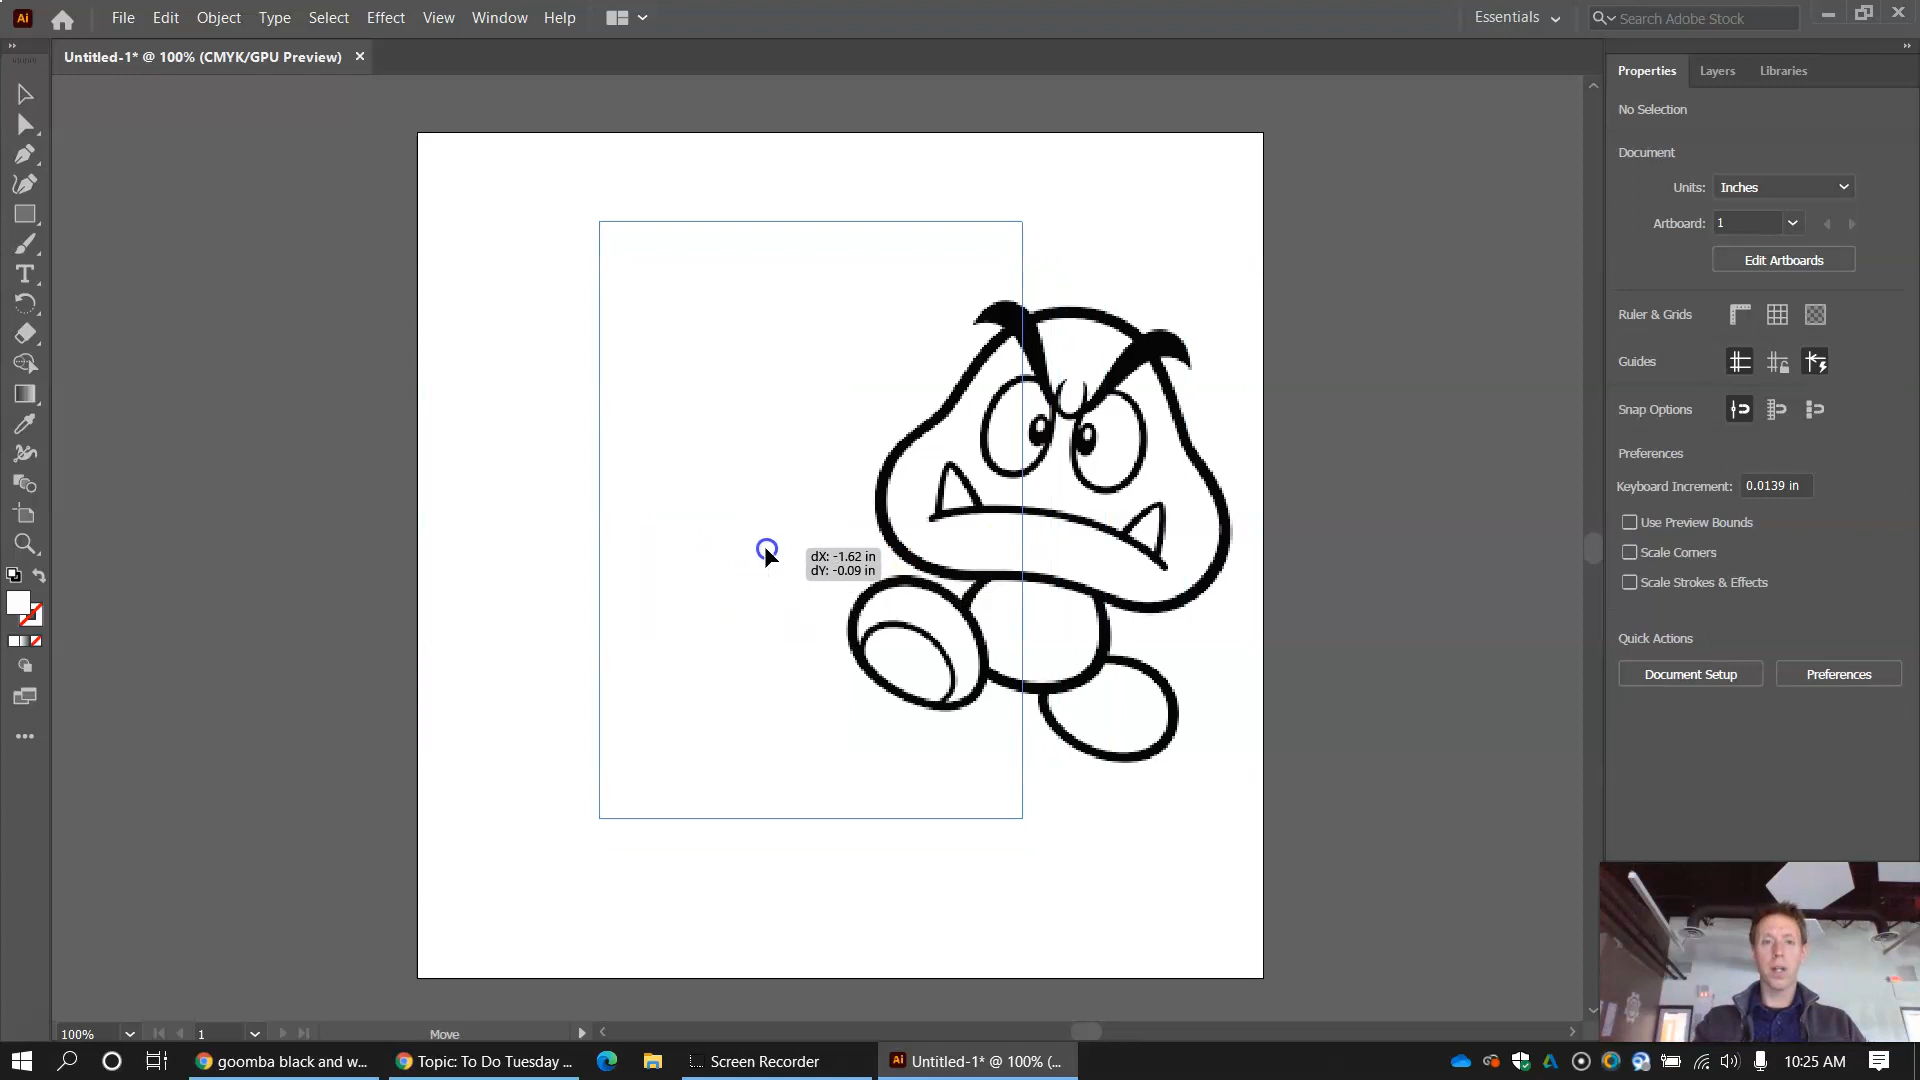 Ai File Edit Object Type Select Effect View Window Help Essentials Search Adobe Stock
Untitled-1* @ 100% (CMYK/GPU Preview) ×
Properties Layers Libraries
No Selection
Document
Units: Inches
Artboard: 1
Edit Artboards
Ruler & Grids
Guides
Snap Options
Preferences
Keyboard Increment: 0.0139 in
Use Preview Bounds
Scale Corners
Scale Strokes & Effects
Quick Actions
Document Setup Preferences
dX: -1.62 in
dY: -0.09 in
100% 1 Move
goomba black and w... Topic: To Do Tuesday ... Screen Recorder Ai Untitled-1* @ 100% (... 10:25 AM